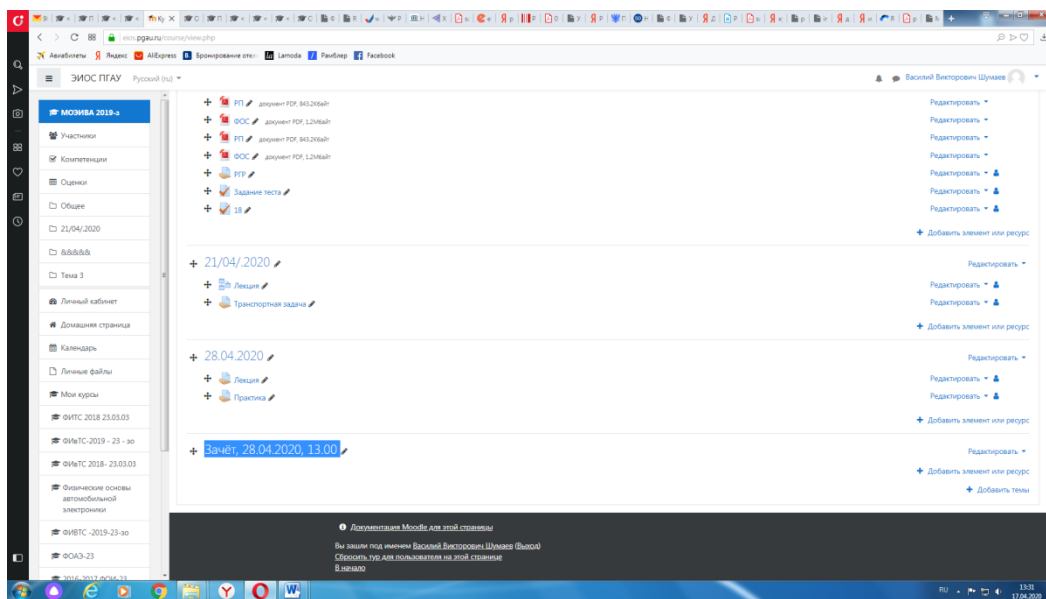 eios.pgau.ru/course/view.php
Авиабилеты Яндекс AliExpress Бронирование отел Lamoda Рамблер Facebook
ЭИОС ПГАУ Русский (ru)
Василий Викторович Шумаев
МОЭИВА 2019-з
Участники
Компетенции
Оценки
Общее
21/04/.2020
&&&&&
Тема 3
Личный кабинет
Домашняя страница
Календарь
Личные файлы
Мои курсы
ФИТС 2018 23.03.03
ФИвТС-2019 - 23 - зо
ФИвТС 2018- 23.03.03
Физические основы
автомобильной
электроники
ФИВТС -2019-23-зо
ФОАЭ-23
2016-2017 ФОИ-23
РП документ PDF, 843.2Кбайт Редактировать
ФОС документ PDF, 1.2Мбайт Редактировать
РП документ PDF, 843.2Кбайт Редактировать
ФОС документ PDF, 1.2Мбайт Редактировать
РГР Редактировать
Задание теста Редактировать
18 Редактировать
Добавить элемент или ресурс
21/04/.2020 Редактировать
Лекция Редактировать
Транспортная задача Редактировать
Добавить элемент или ресурс
28.04.2020 Редактировать
Лекция Редактировать
Практика Редактировать
Добавить элемент или ресурс
Зачёт, 28.04.2020, 13.00 Редактировать
Добавить элемент или ресурс
Добавить темы
Документация Moodle для этой страницы
Вы зашли под именем Василий Викторович Шумаев (Выход)
Сбросить тур для пользователя на этой странице
В начало
RU
13:31
17.04.2020